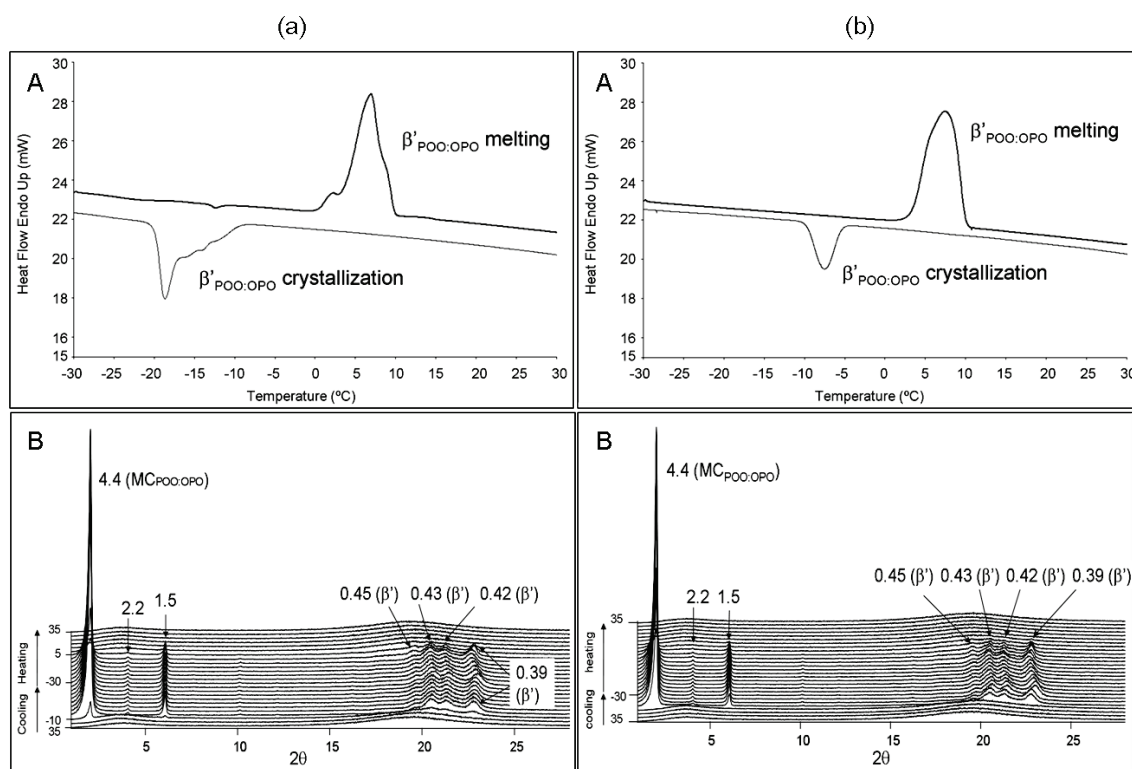 (a)
(b)
A
30
28
26
24
22
20
18
16
15
Heat Flow Endo Up (mW)
β'POO:OPO melting
β'POO:OPO crystallization
-30 -25 -20 -15 -10 -5 0 5 10 15 20 25 30
Temperature (ºC)
A
30
28
26
24
22
20
18
16
15
Heat Flow Endo Up (mW)
β'POO:OPO melting
β'POO:OPO crystallization
-30 -25 -20 -15 -10 -5 0 5 10 15 20 25 30
Temperature (ºC)
B
4.4 (MCPOO:OPO)
2.2
1.5
0.45 (β')
0.43 (β')
0.42 (β')
0.39
(β')
Cooling
Heating
35
5
-30
-10
35
5 10 15 20 25
2θ
B
4.4 (MCPOO:OPO)
2.2
1.5
0.45 (β') 0.43 (β') 0.42 (β') 0.39 (β')
cooling
heating
35
-30
35
5 10 15 20 25
2θ